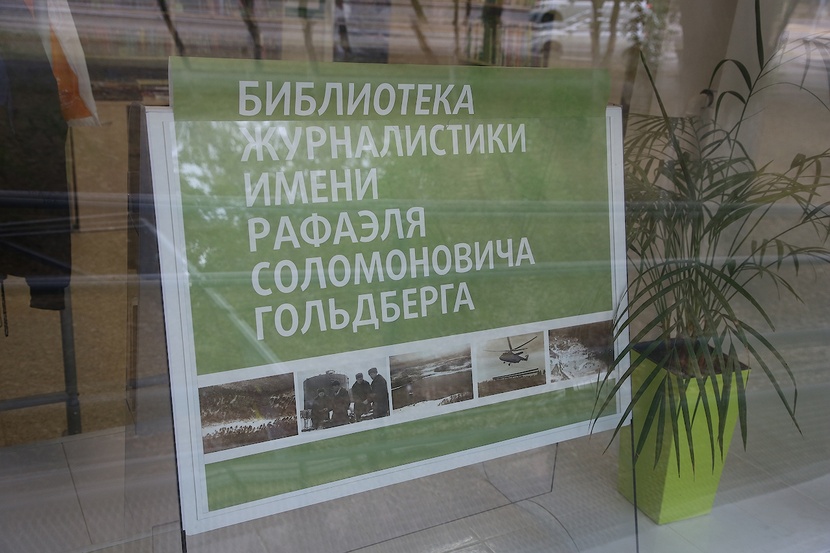 БИБЛИОТЕКА
ЖУРНАЛИСТИКИ
ИМЕНИ
РАФАЭЛЯ
СОЛОМОНОВИЧА
ГОЛЬДБЕРГА